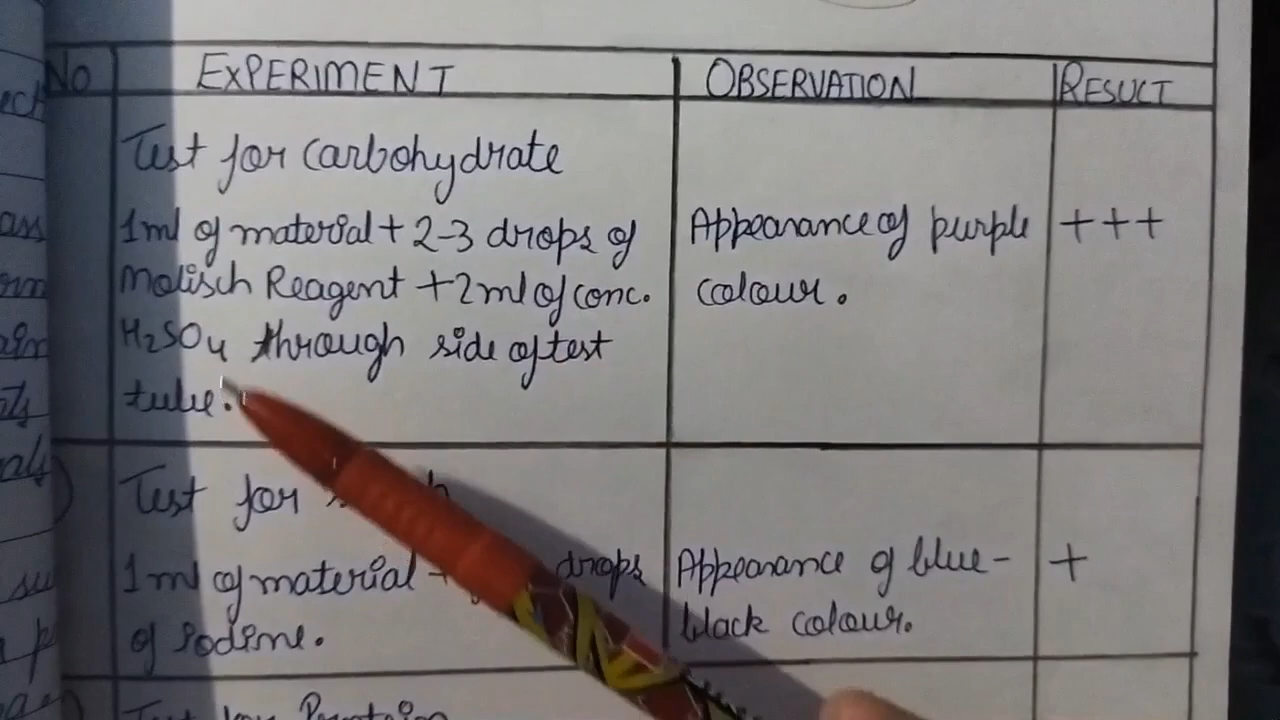 No EXPERIMENT OBSERVATION RESULT
Test for carbohydrate
1ml of material + 2-3 drops of
Molisch Reagent + 2ml of conc.
H₂SO₄ through side of test
tube.
Appearance of purple
colour.
+++
Test for
1ml of material + drops
of iodine.
Appearance of blue-
black colour.
+